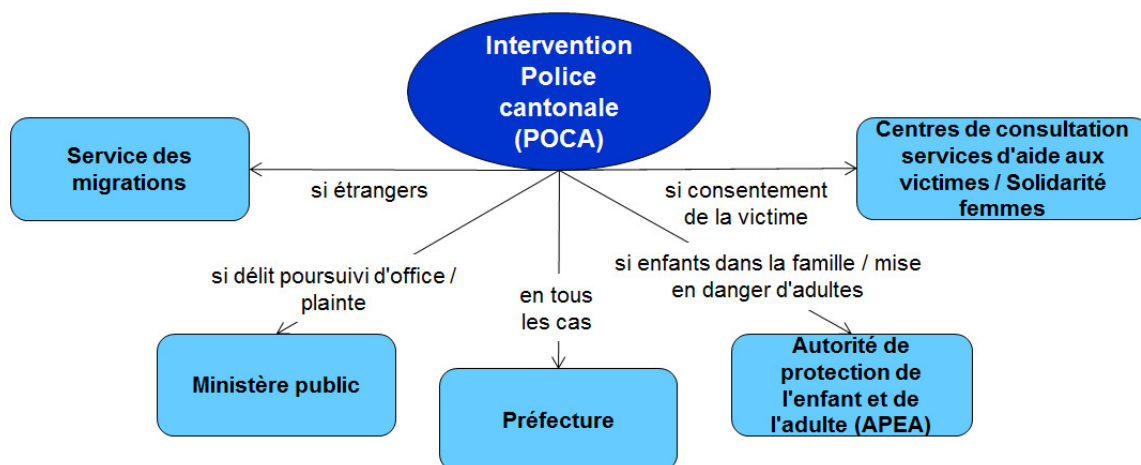 Intervention
Police
cantonale
(POCA)
Service des
migrations
Centres de consultation
services d'aide aux
victimes / Solidarité
femmes
si étrangers
si consentement
de la victime
si délit poursuivi d'office /
plainte
en tous
les cas
si enfants dans la famille / mise
en danger d'adultes
Ministère public
Préfecture
Autorité de
protection de
l'enfant et de
l'adulte (APEA)